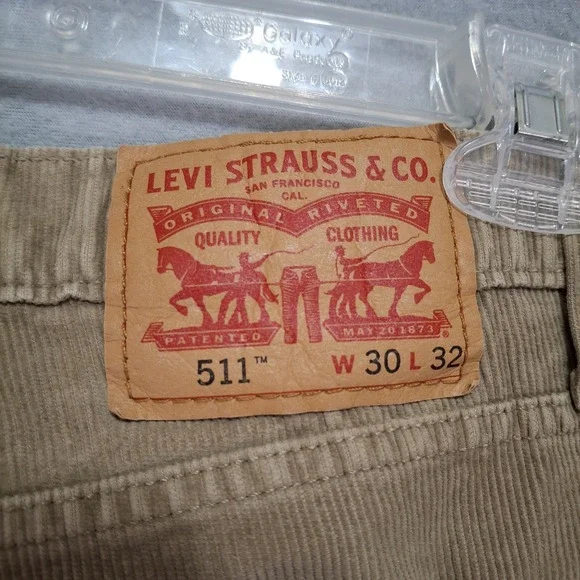 Galaxy
LEVI STRAUSS & CO.
SAN FRANCISCO
CAL.
ORIGINAL RIVETED
QUALITY CLOTHING
PATENTED MAY 20 1873 ®
511™ W 30 L 32